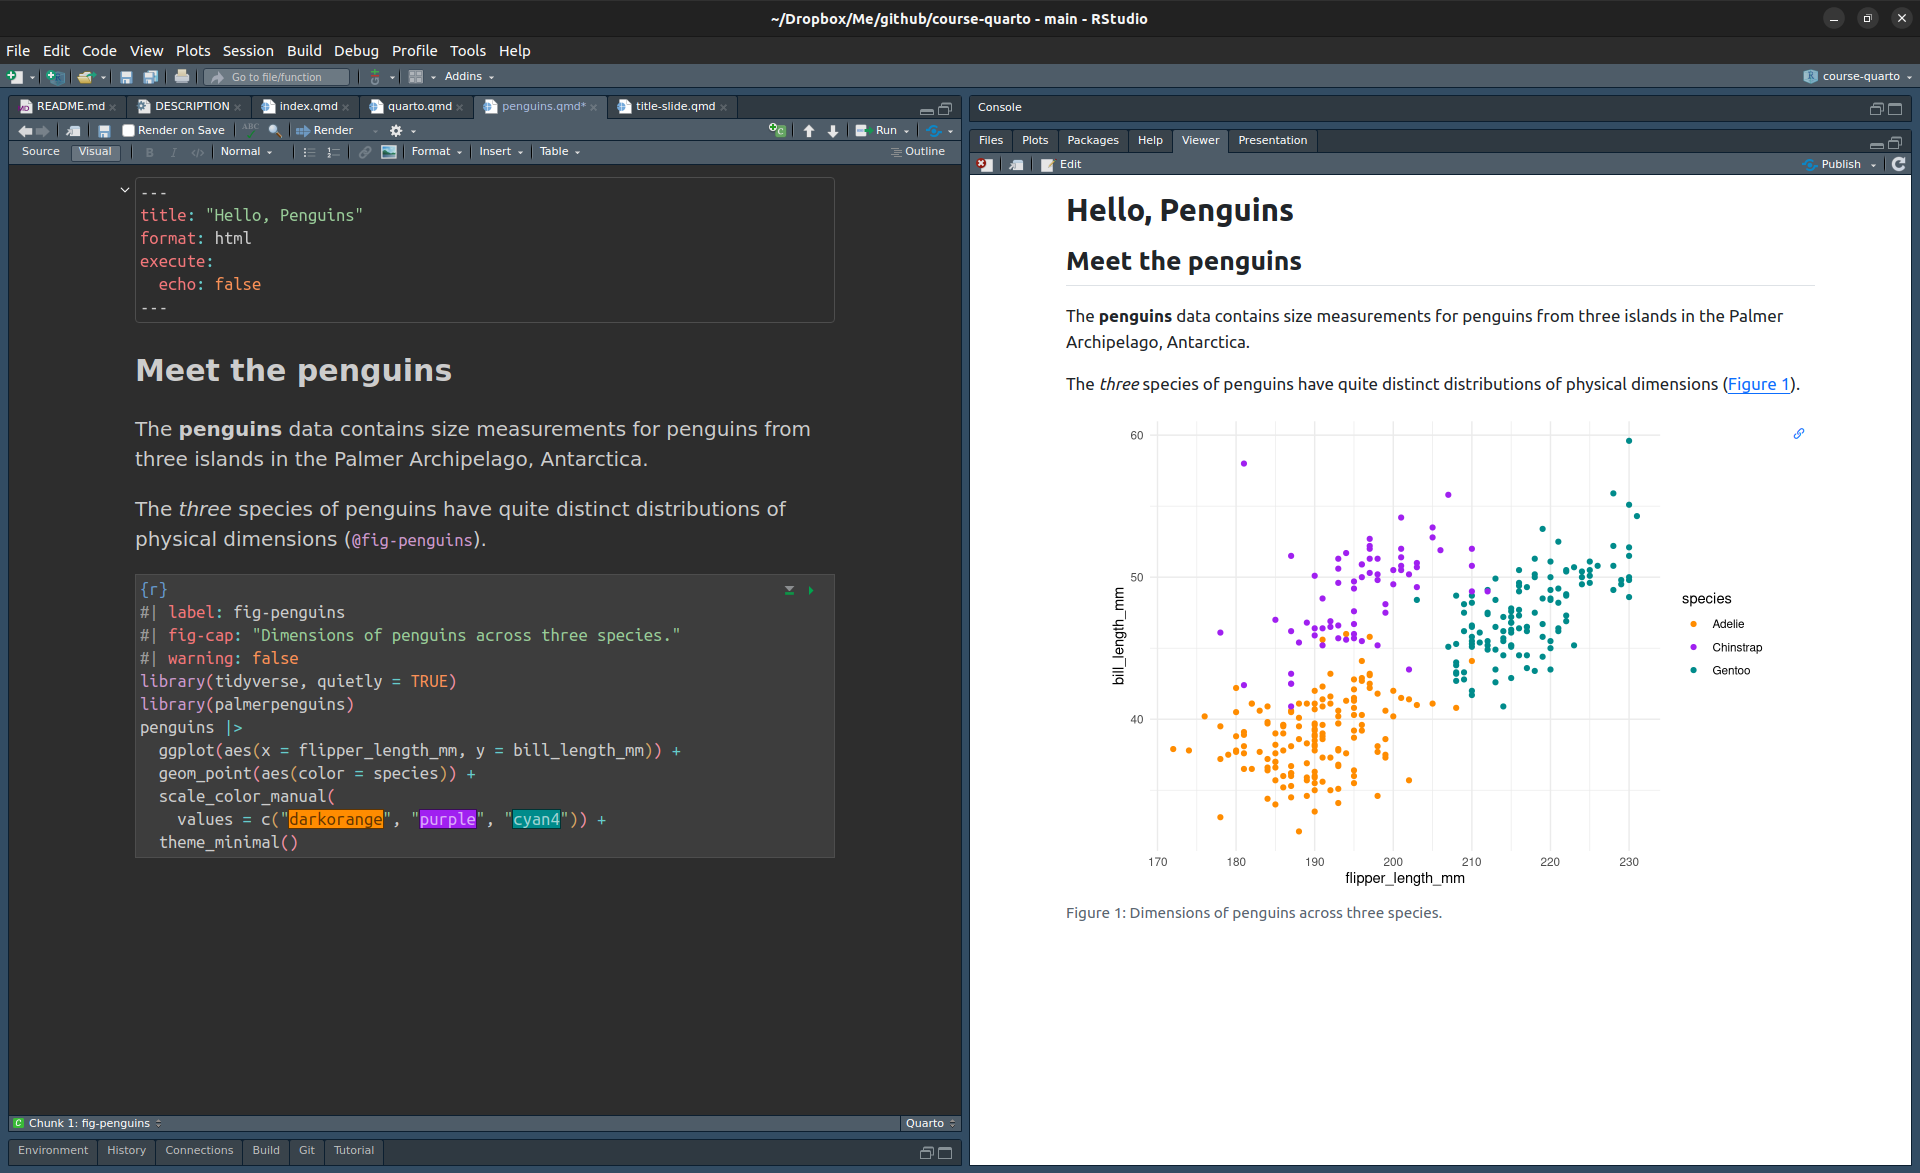 ~/Dropbox/Me/github/course-quarto - main - RStudio
File Edit Code View Plots Session Build Debug Profile Tools Help
Go to file/function
Addins
course-quarto
README.md
DESCRIPTION
index.qmd
quarto.qmd
penguins.qmd*
title-slide.qmd
Render on Save
ABC
Render
Run
Source Visual
B I </>
Normal
Format
Insert
Table
Outline
---
title: "Hello, Penguins"
format: html
execute:
  echo: false
---
Meet the penguins
The penguins data contains size measurements for penguins from
three islands in the Palmer Archipelago, Antarctica.
The three species of penguins have quite distinct distributions of
physical dimensions (@fig-penguins).
{r}
#| label: fig-penguins
#| fig-cap: "Dimensions of penguins across three species."
#| warning: false
library(tidyverse, quietly = TRUE)
library(palmerpenguins)
penguins |>
  ggplot(aes(x = flipper_length_mm, y = bill_length_mm)) +
  geom_point(aes(color = species)) +
  scale_color_manual(
    values = c("darkorange", "purple", "cyan4")) +
  theme_minimal()
Chunk 1: fig-penguins
Quarto
Environment History Connections Build Git Tutorial
Console
Files Plots Packages Help Viewer Presentation
Edit
Publish
Hello, Penguins
Meet the penguins
The penguins data contains size measurements for penguins from three islands in the Palmer
Archipelago, Antarctica.
The three species of penguins have quite distinct distributions of physical dimensions (Figure 1).
60
50
40
bill_length_mm
170 180 190 200 210 220 230
flipper_length_mm
species
Adelie
Chinstrap
Gentoo
Figure 1: Dimensions of penguins across three species.